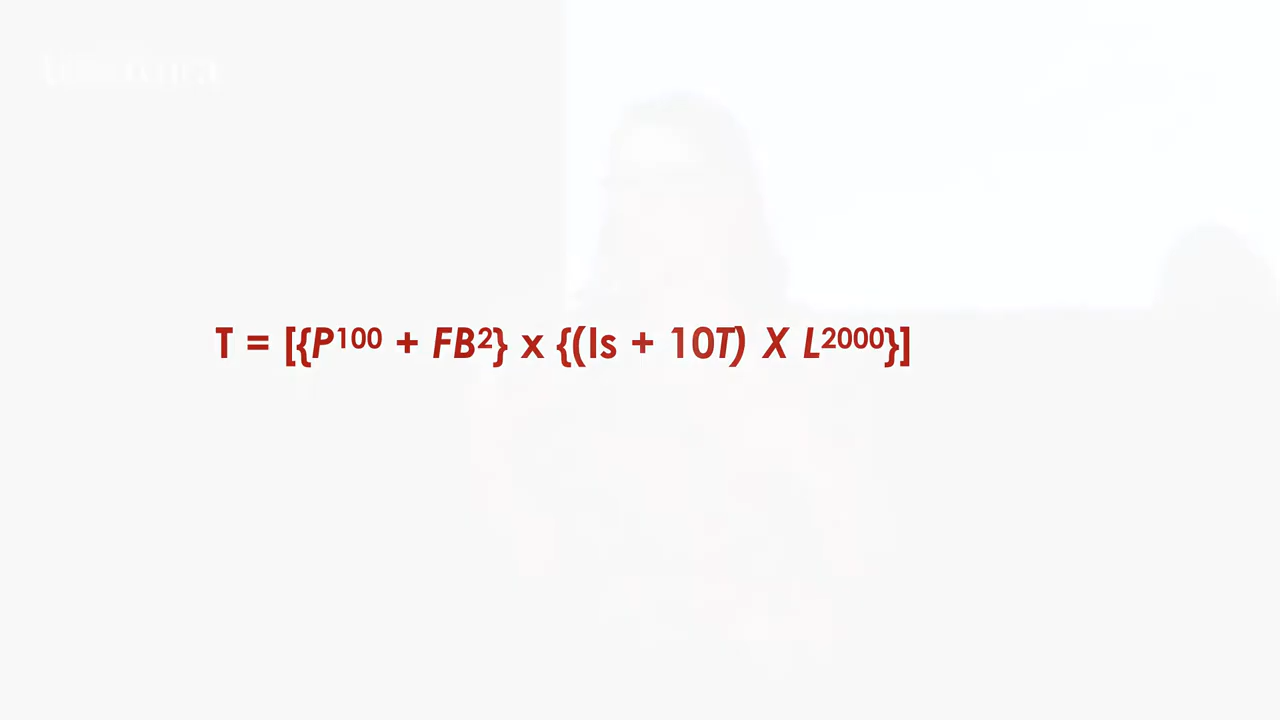 T = [{P¹⁰⁰ + FB²} x {(Is + 10T) X L²⁰⁰⁰}]